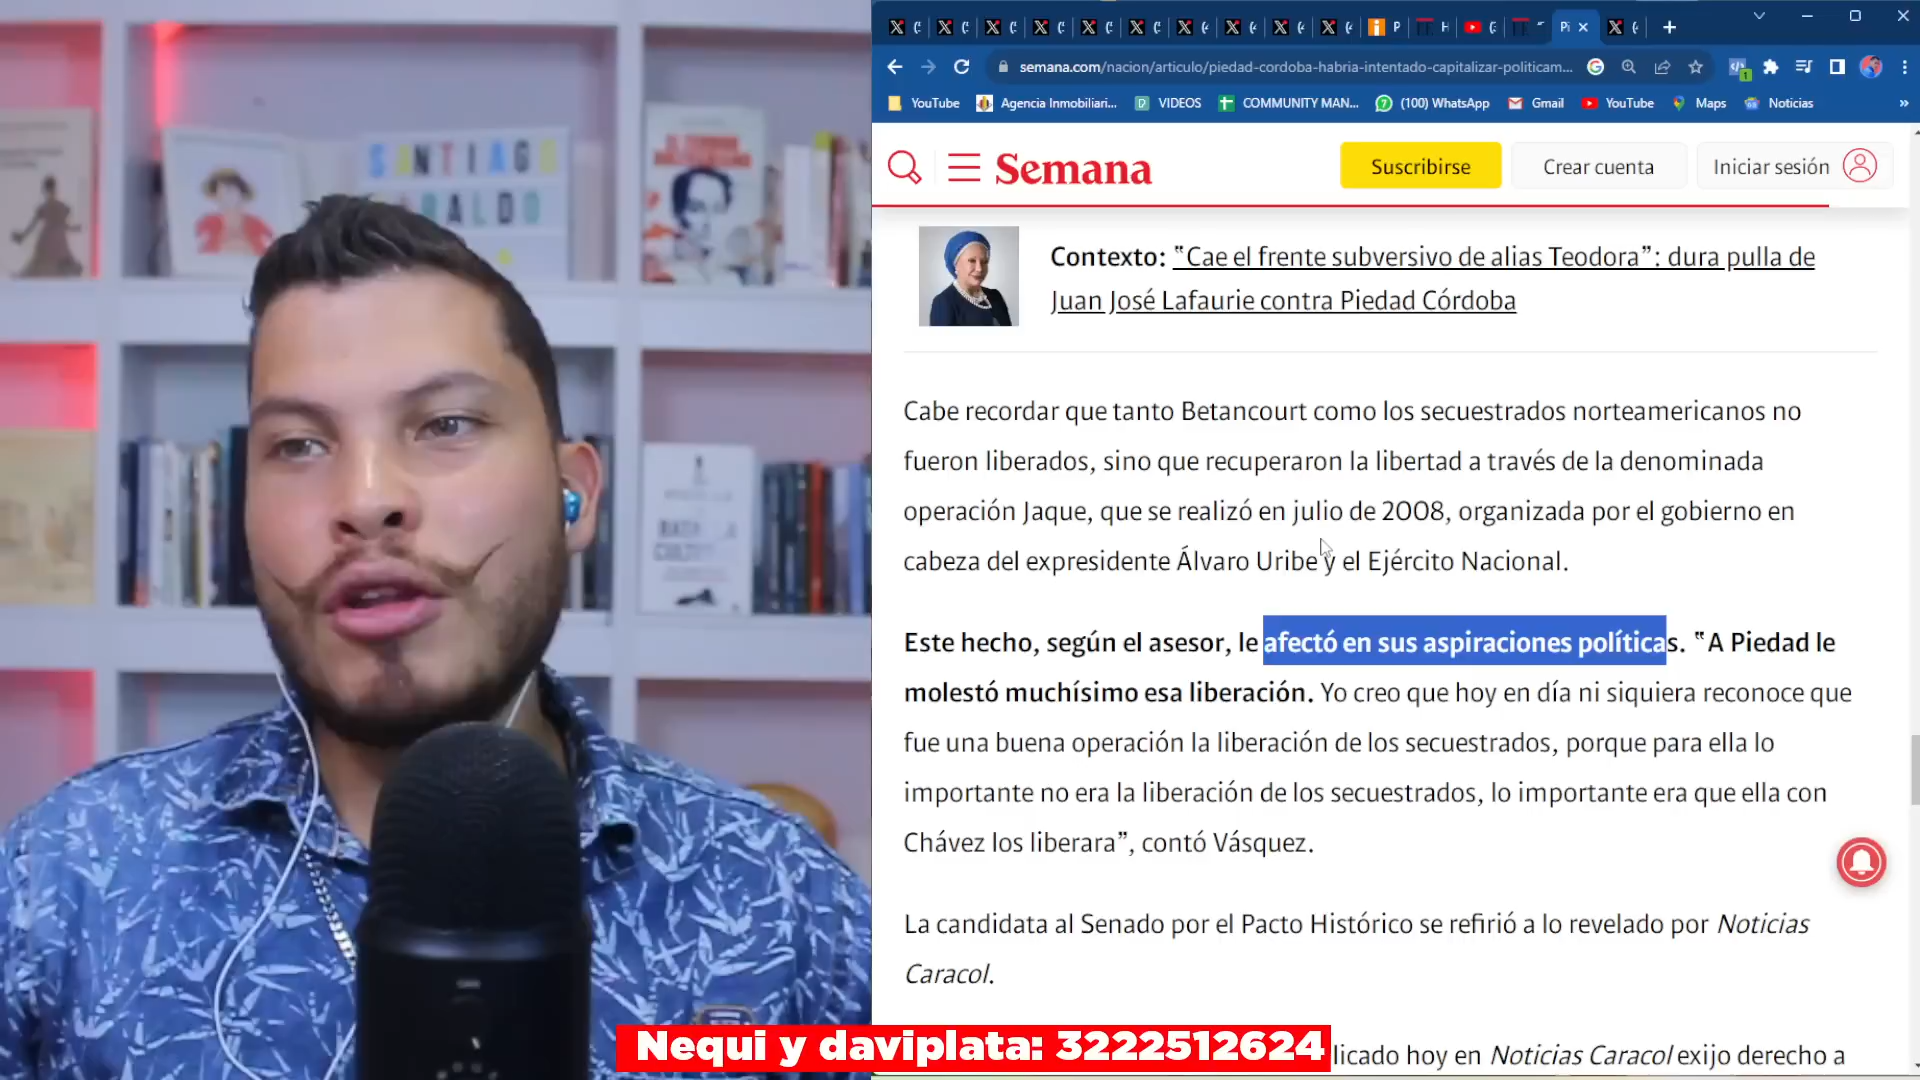 SANTIAGO
semana.com/nacion/articulo/piedad-cordoba-habria-intentado-capitalizar-politicam...
YouTube
Agencia Inmobiliari...
VIDEOS
COMMUNITY MAN...
(100) WhatsApp
Gmail
YouTube
Maps
Noticias
»
Semana
Suscribirse
Crear cuenta
Iniciar sesión
Contexto: “Cae el frente subversivo de alias Teodora”: dura pulla de
Juan José Lafaurie contra Piedad Córdoba
Cabe recordar que tanto Betancourt como los secuestrados norteamericanos no
fueron liberados, sino que recuperaron la libertad a través de la denominada
operación Jaque, que se realizó en julio de 2008, organizada por el gobierno en
cabeza del expresidente Álvaro Uribe y el Ejército Nacional.
Este hecho, según el asesor, le afectó en sus aspiraciones políticas. “A Piedad le
molestó muchísimo esa liberación. Yo creo que hoy en día ni siquiera reconoce que
fue una buena operación la liberación de los secuestrados, porque para ella lo
importante no era la liberación de los secuestrados, lo importante era que ella con
Chávez los liberara”, contó Vásquez.
La candidata al Senado por el Pacto Histórico se refirió a lo revelado por Noticias
Caracol.
licado hoy en Noticias Caracol exijo derecho a
Nequi y daviplata: 3222512624